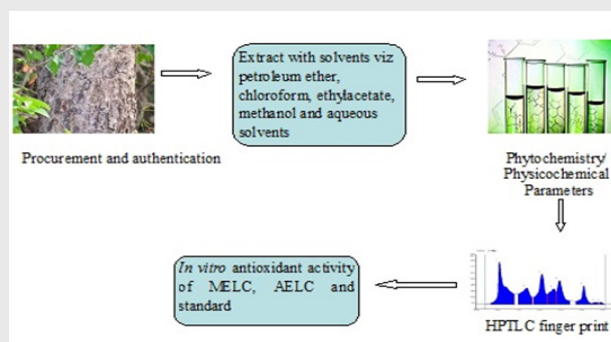 Extract with solvents viz
petroleum ether,
chloroform, ethylacetate,
methanol and aqueous
solvents
Procurement and authentication
Phytochemistry/
Physicochemical
Parameters
In vitro antioxidant activity
of MELC, AELC and
standard
HPTLC finger print